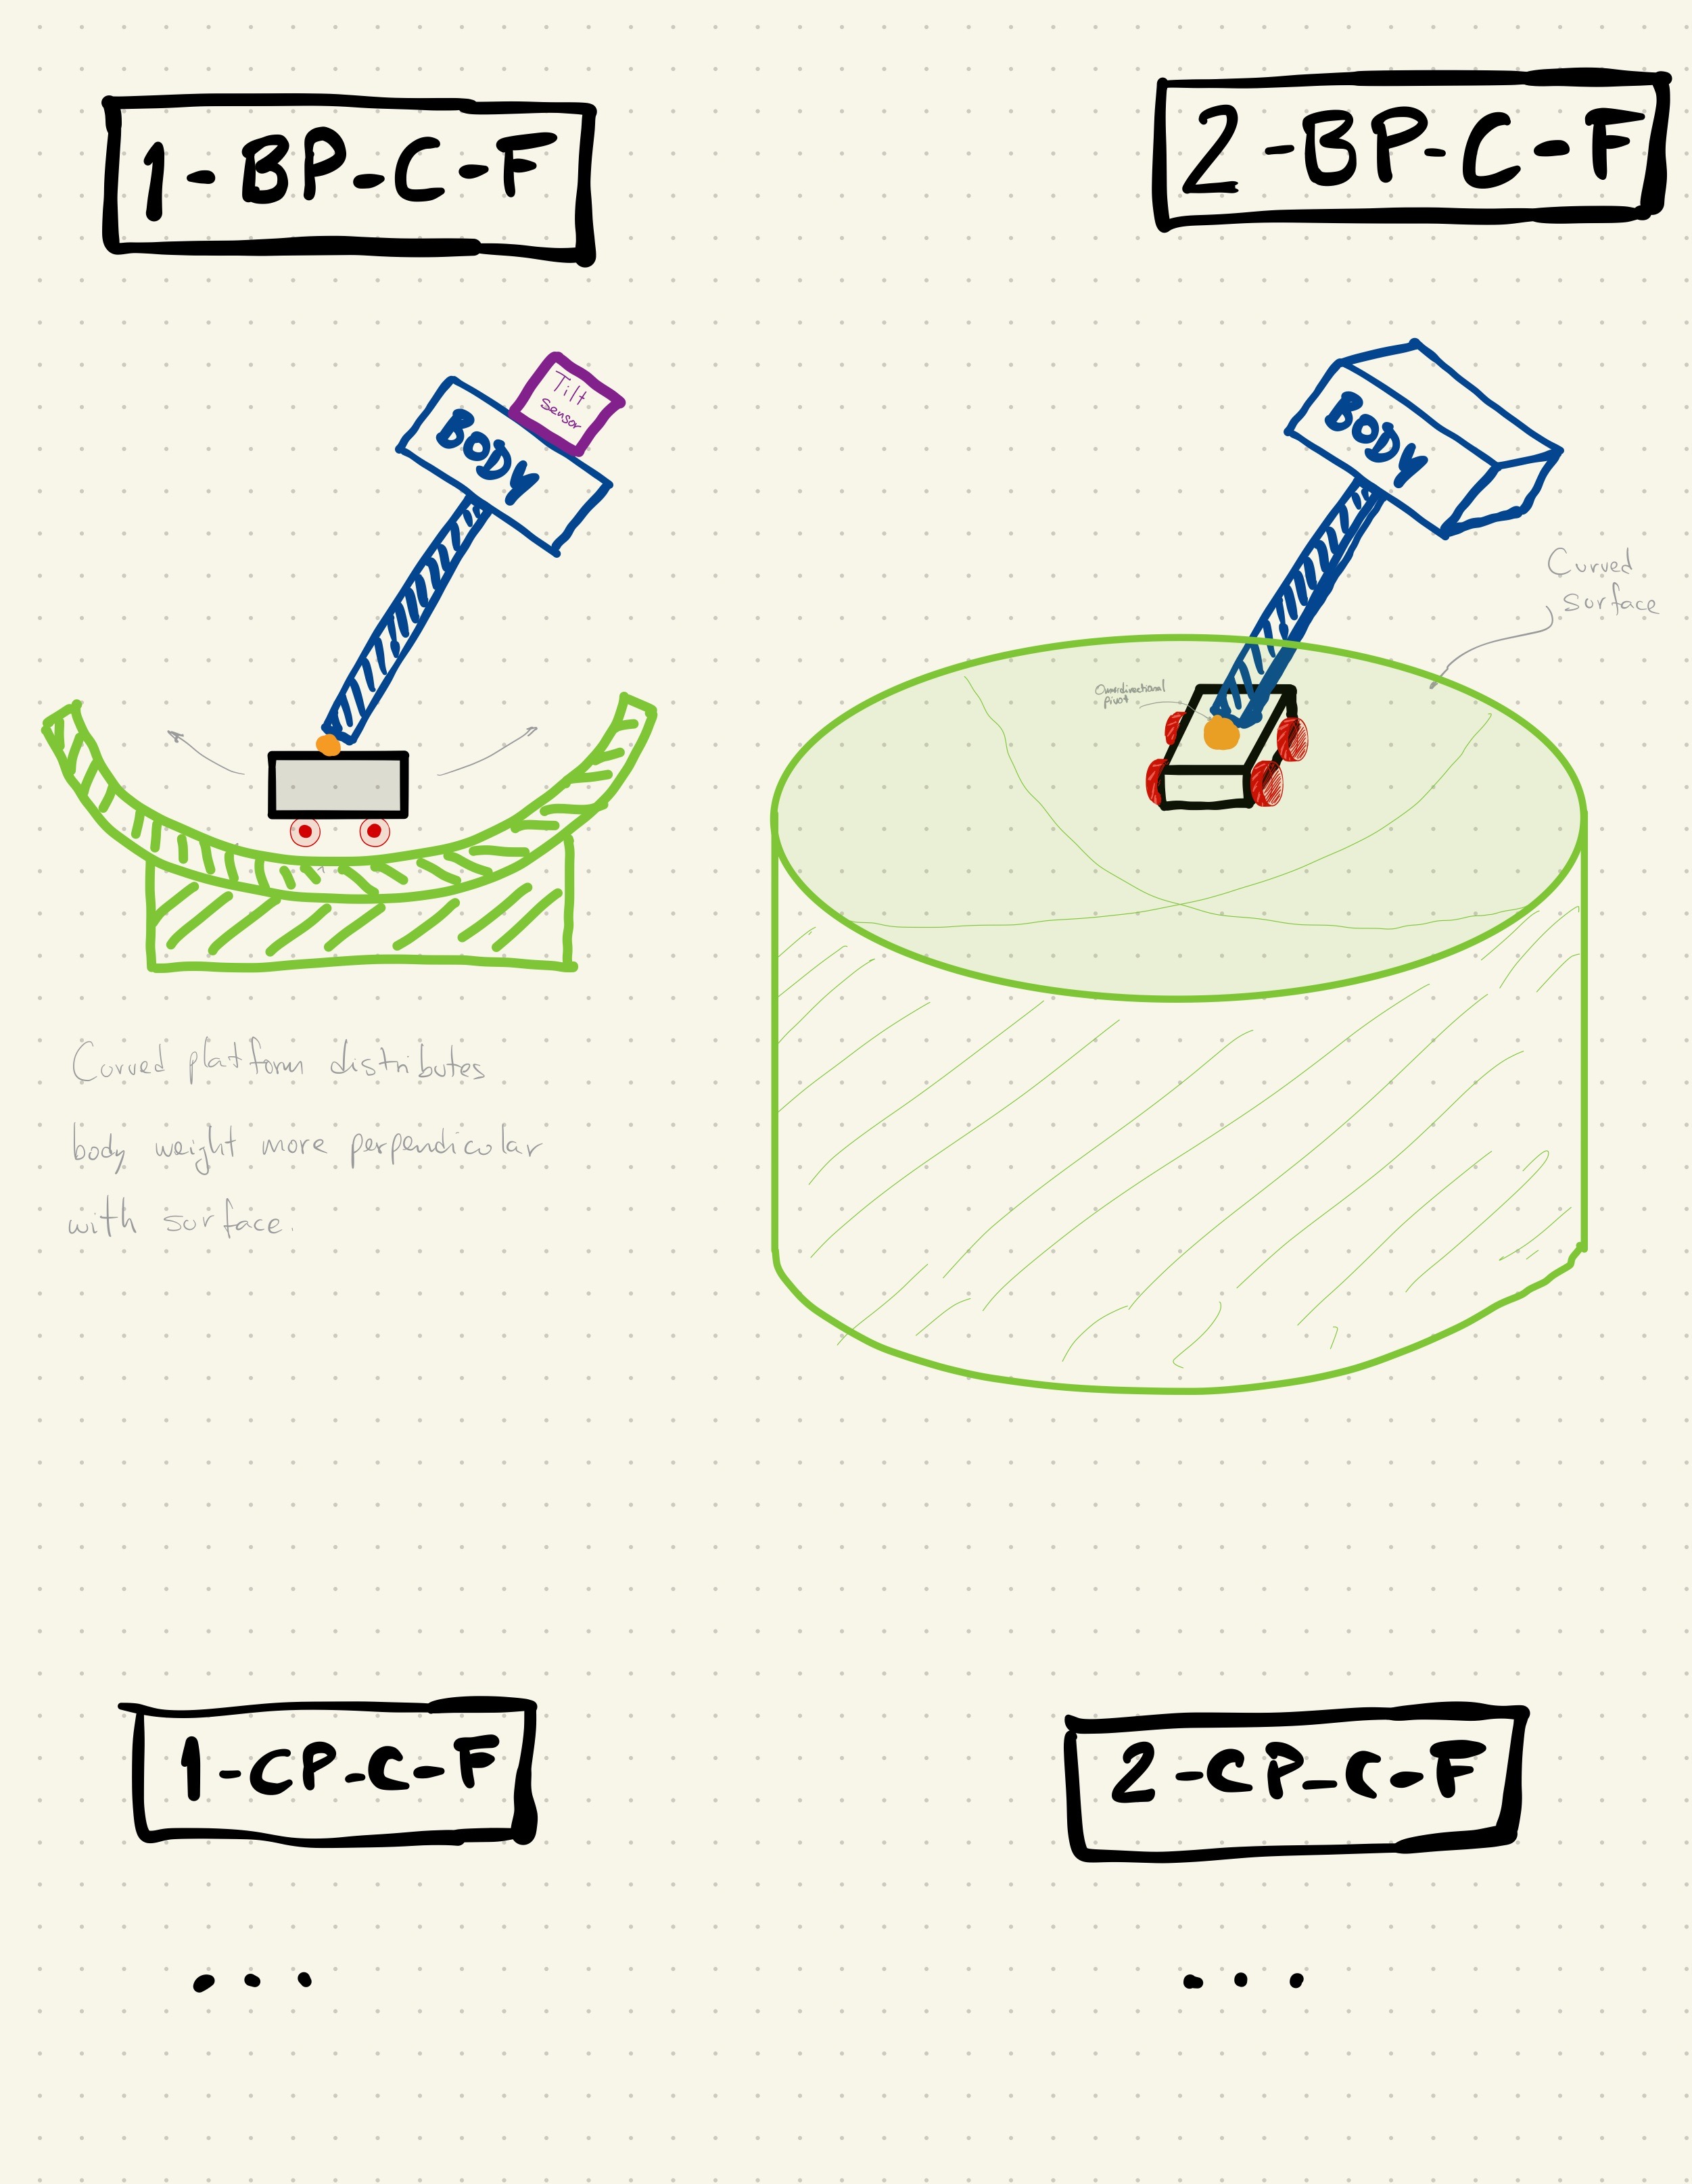 1-BP-C-F
2-BP-C-F
Tilt
Sensor
BODY
BODY
Curved
surface
Omnidirectional
Pivot
Curved platform distributes
body weight more perpendicolar
with surface.
1-CP-C-F
2-CP-C-F
...
...